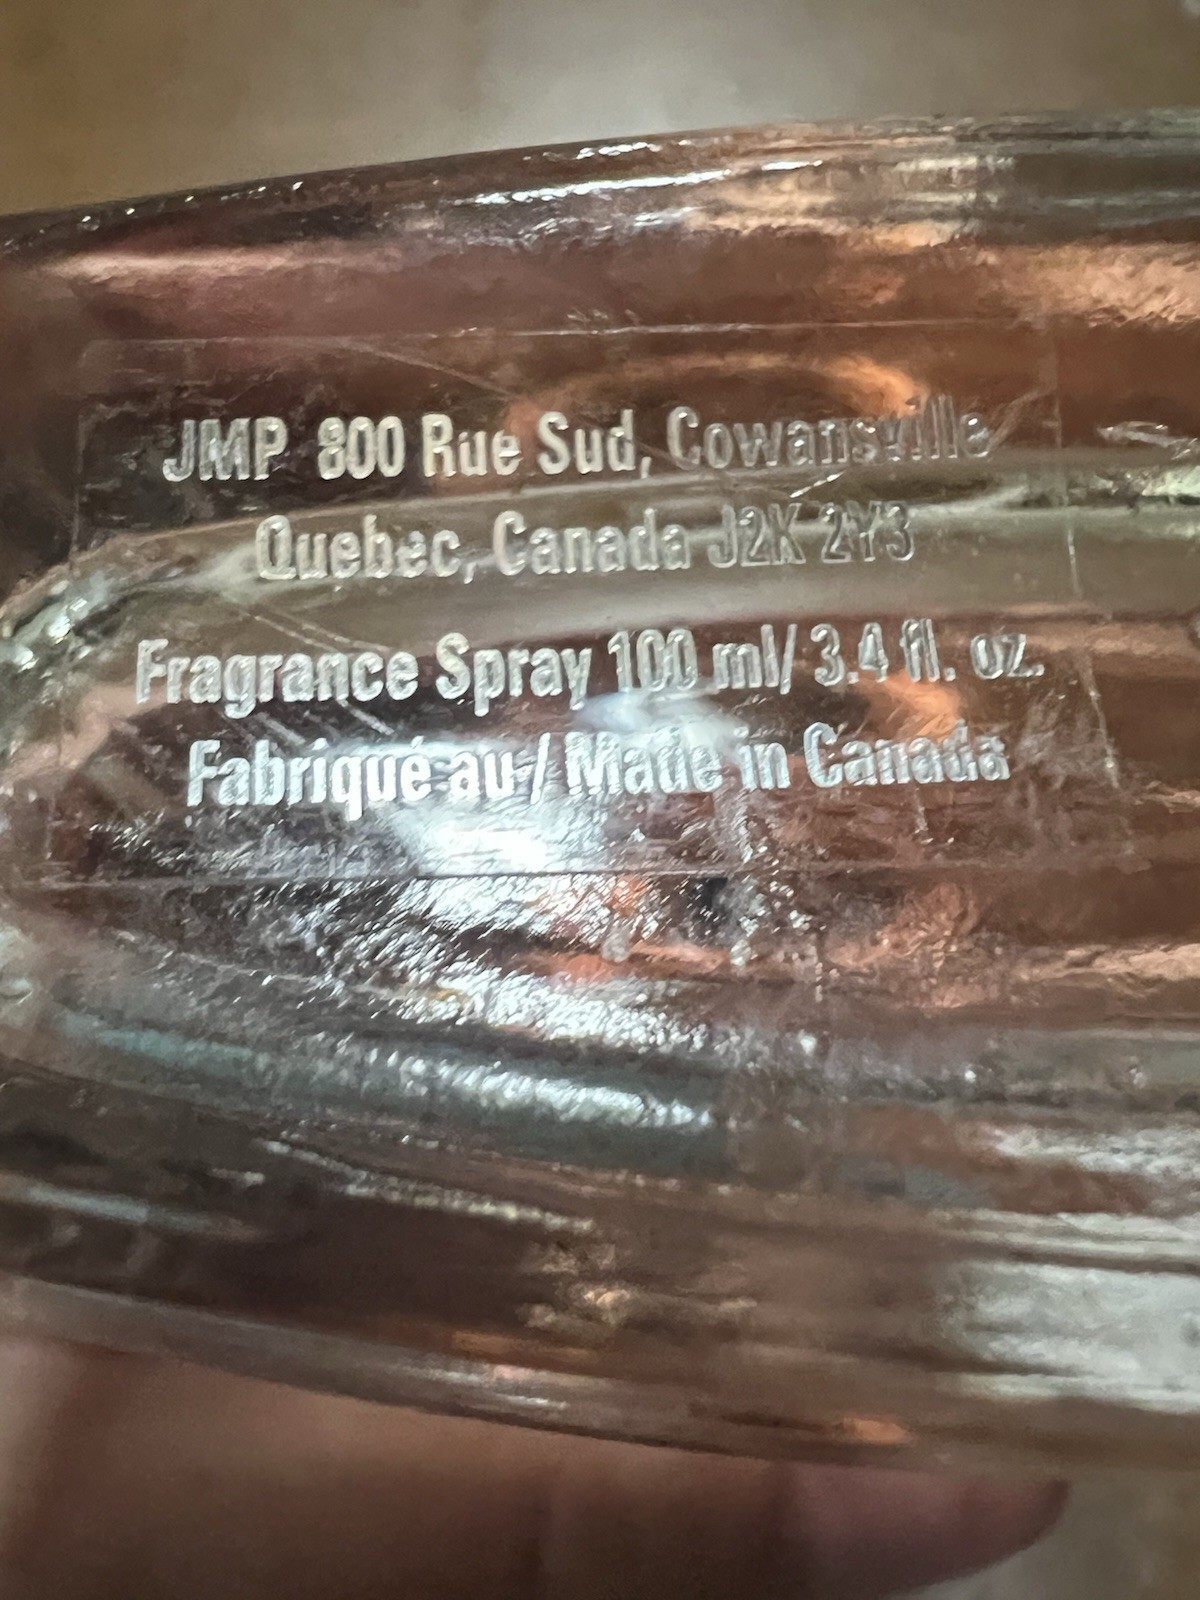 JMP 800 Rue Sud, Cowansville
Quebec, Canada J2K 2Y3
Fragrance Spray 100 ml/ 3.4 fl. oz.
Fabriqué au / Made in Canada